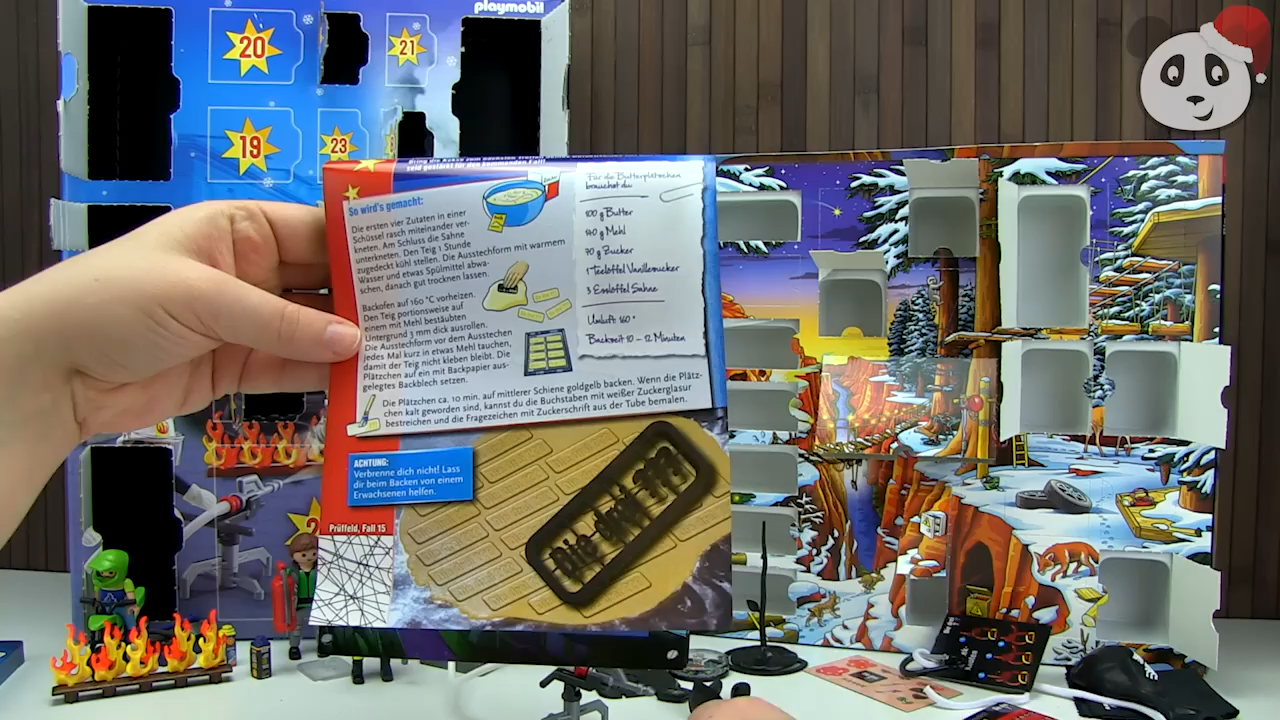 playmobil
20
21
19
23
seid gestärkt für den kommenden Fall!
So wird's gemacht:
Die ersten vier Zutaten in einer
Schüssel rasch miteinander ver-
kneten. Am Schluss die Sahne
unterkneten. Den Teig 1 Stunde
zugedeckt kühl stellen. Die Ausstechform mit warmem
Wasser und etwas Spülmittel abwa-
schen, danach gut trocknen lassen.
Backofen auf 160 °C vorheizen.
Den Teig portionsweise auf
einem mit Mehl bestäubten
Untergrund 3 mm dick ausrollen.
Die Ausstechform vor dem Ausstechen
jedes Mal kurz in etwas Mehl tauchen,
damit der Teig nicht kleben bleibt. Die
Plätzchen auf ein mit Backpapier aus-
gelegtes Backblech setzen.
Die Plätzchen ca. 10 min. auf mittlerer Schiene goldgelb backen. Wenn die Plätz-
chen kalt geworden sind, kannst du die Buchstaben mit weißer Zuckerglasur
bestreichen und die Fragezeichen mit Zuckerschrift aus der Tube bemalen.
Für die Butterplätzchen
brauchst du
100 g Butter
140 g Mehl
70 g Zucker
1 Teelöffel Vanillezucker
3 Esslöffel Sahne
Umluft 160°
Backzeit 10 – 12 Minuten
ACHTUNG:
Verbrenne dich nicht! Lass
dir beim Backen von einem
Erwachsenen helfen.
Prüffeld, Fall 15
Die drei ???